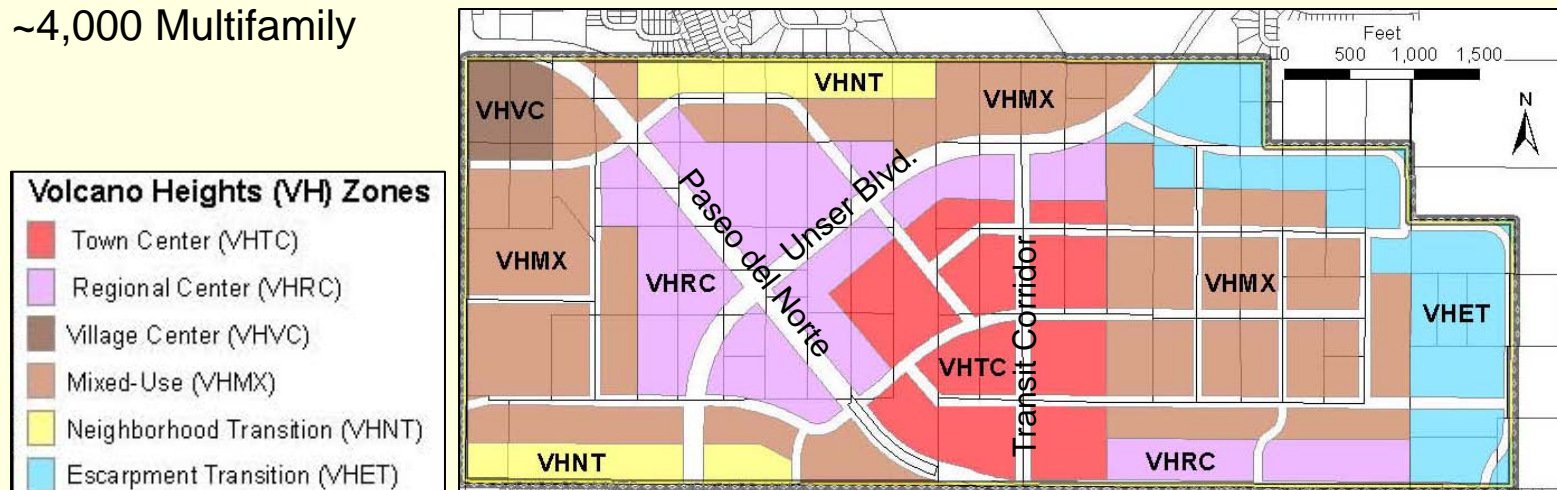 ~4,000 Multifamily
Volcano Heights (VH) Zones
Town Center (VHTC)
Regional Center (VHRC)
Village Center (VHVC)
Mixed-Use (VHMX)
Neighborhood Transition (VHNT)
Escarpment Transition (VHET)
Feet
0 500 1,000 1,500
N
VHNT
VHMX
VHVC
Unser Blvd.
Paseo del Norte
Transit Corridor
VHMX
VHRC
VHMX
VHET
VHTC
VHNT
VHRC